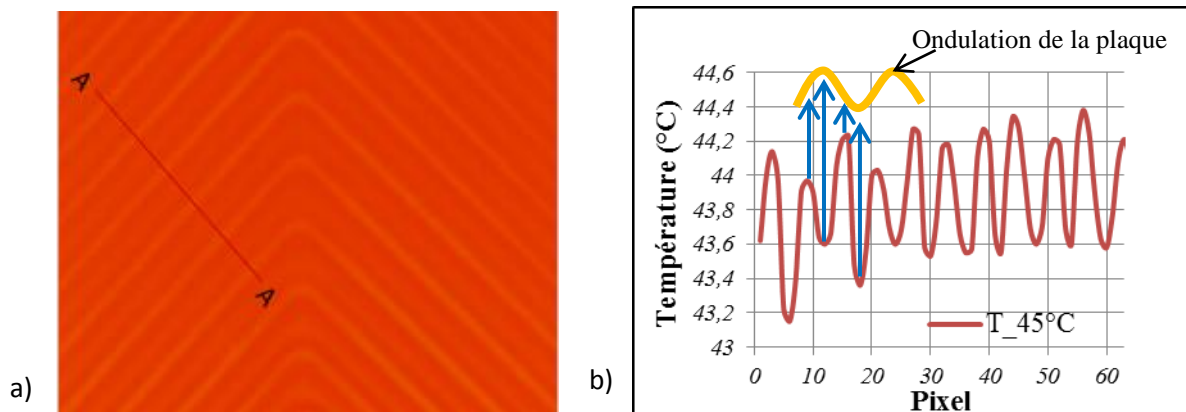 A
A
a)
b)
Ondulation de la plaque
Température (°C)
44,6
44,4
44,2
44
43,8
43,6
43,4
43,2
43
T_45°C
0 10 20 30 40 50 60
Pixel